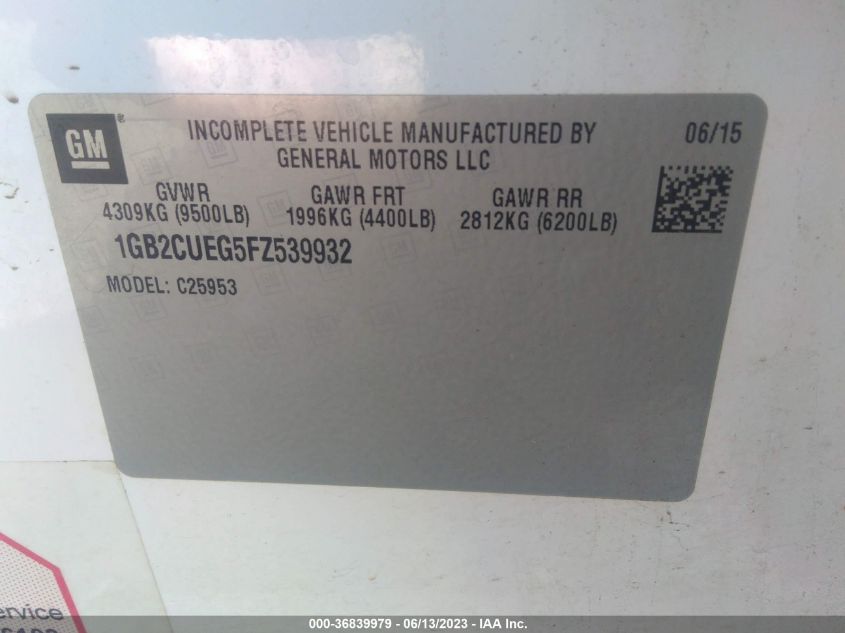 GM®
INCOMPLETE VEHICLE MANUFACTURED BY 06/15
GENERAL MOTORS LLC
GVWR GAWR FRT GAWR RR
4309KG (9500LB) 1996KG (4400LB) 2812KG (6200LB)
1GB2CUEG5FZ539932
MODEL: C25953
ervice
000-36839979 - 06/13/2023 - IAA Inc.